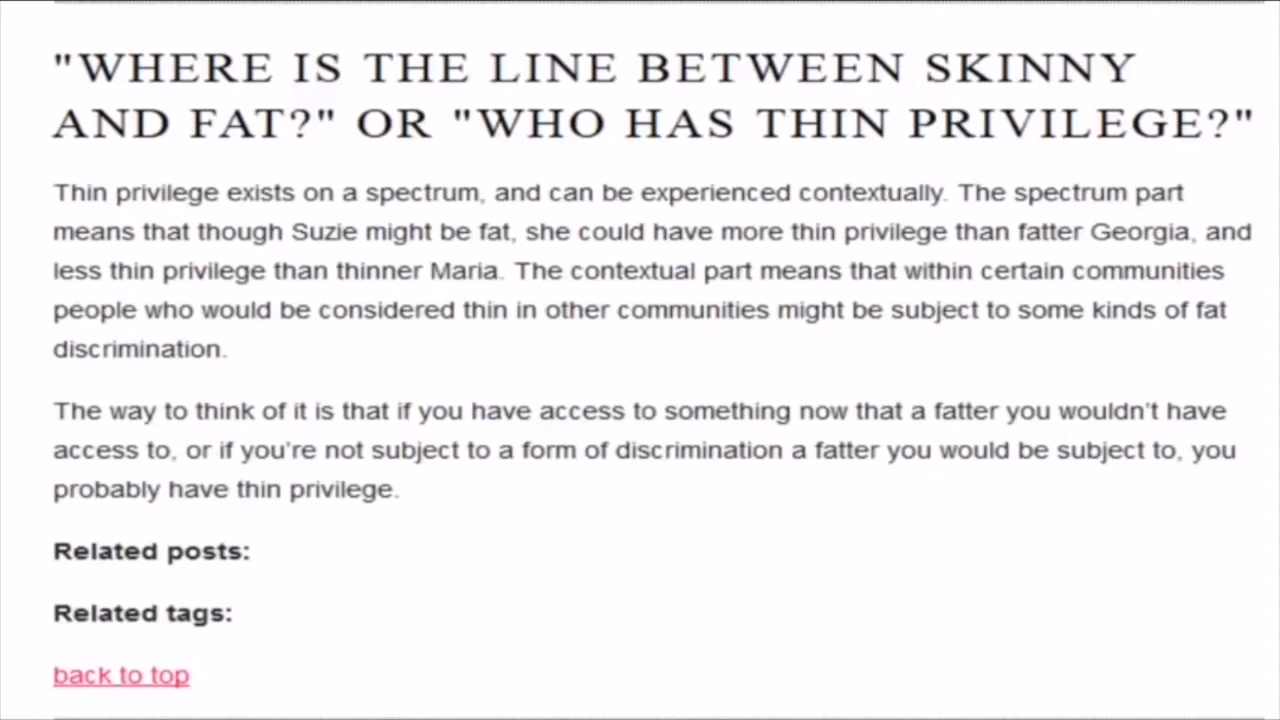 "WHERE IS THE LINE BETWEEN SKINNY
AND FAT?" OR "WHO HAS THIN PRIVILEGE?"
Thin privilege exists on a spectrum, and can be experienced contextually. The spectrum part
means that though Suzie might be fat, she could have more thin privilege than fatter Georgia, and
less thin privilege than thinner Maria. The contextual part means that within certain communities
people who would be considered thin in other communities might be subject to some kinds of fat
discrimination.
The way to think of it is that if you have access to something now that a fatter you wouldn't have
access to, or if you're not subject to a form of discrimination a fatter you would be subject to, you
probably have thin privilege.
Related posts:
Related tags:
back to top